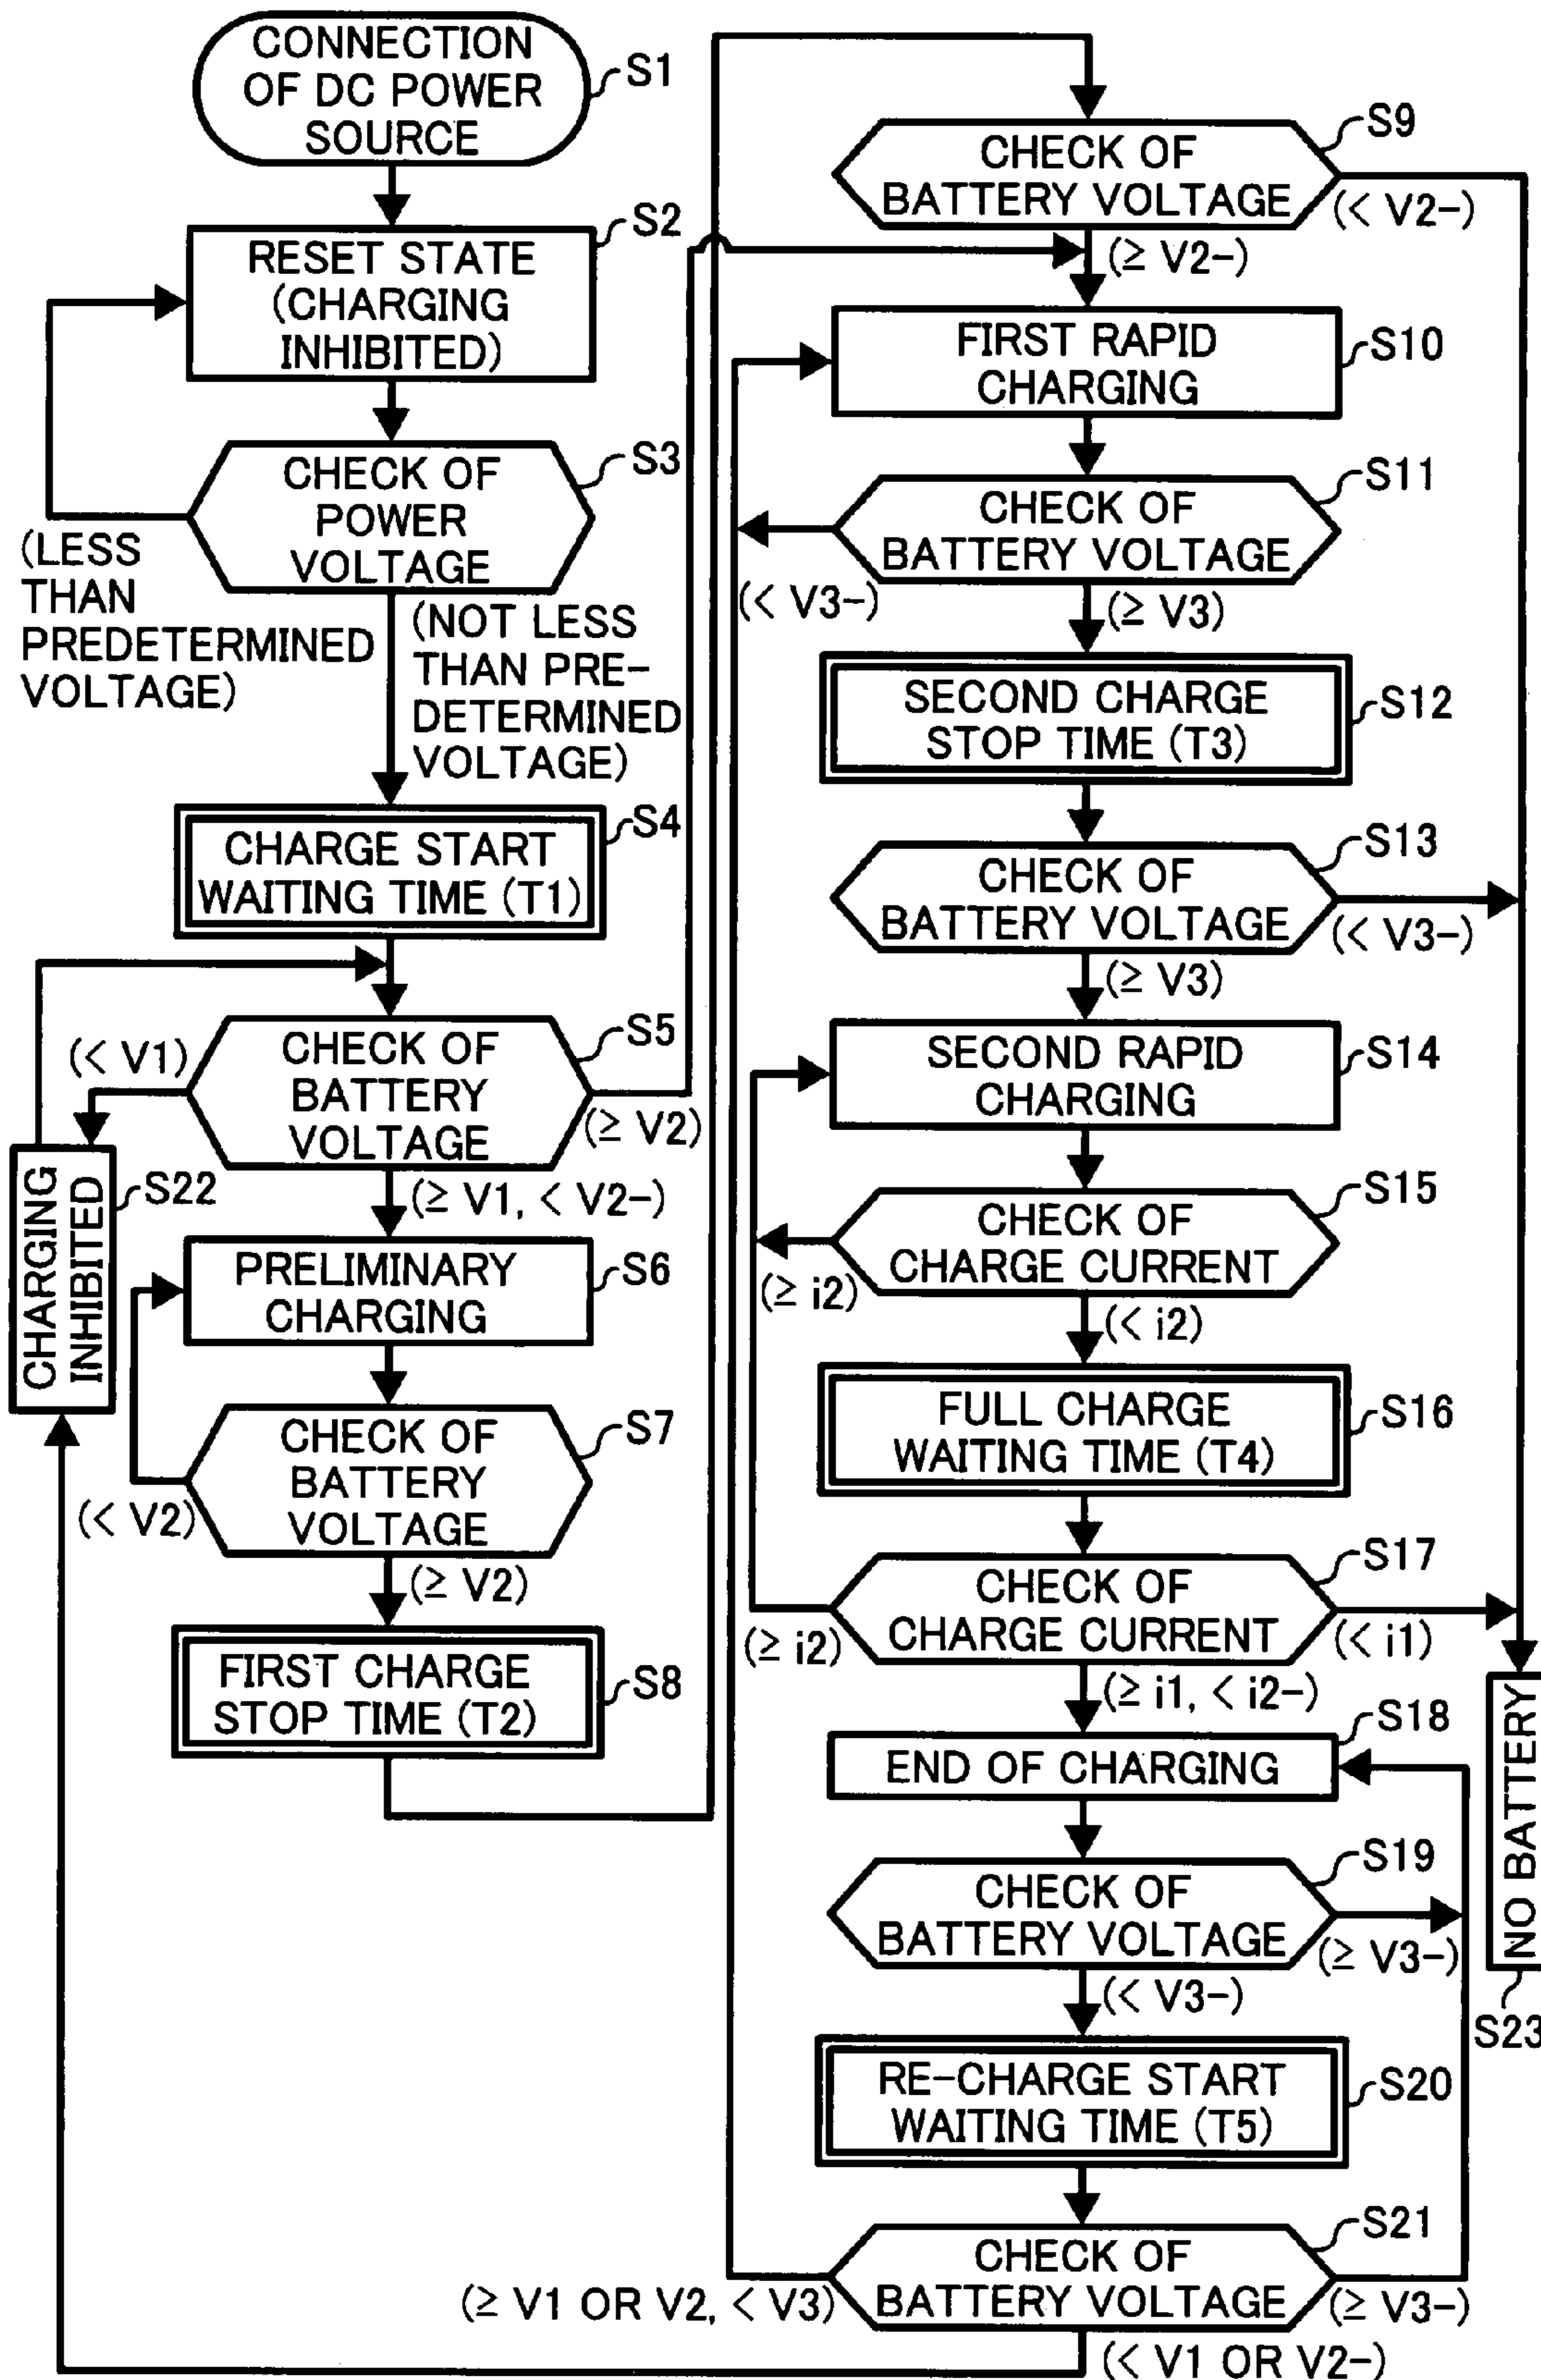 CONNECTION
OF DC POWER
SOURCE
S1
RESET STATE
(CHARGING
INHIBITED)
S2
CHECK OF
POWER
VOLTAGE
S3
(LESS
THAN
PREDETERMINED
VOLTAGE)
(NOT LESS
THAN PRE-
DETERMINED
VOLTAGE)
CHARGE START
WAITING TIME (T1)
S4
CHECK OF
BATTERY
VOLTAGE
S5
(< V1)
(≥ V2)
(≥ V1, < V2-)
CHARGING
INHIBITED
S22
PRELIMINARY
CHARGING
S6
CHECK OF
BATTERY
VOLTAGE
S7
(< V2)
(≥ V2)
FIRST CHARGE
STOP TIME (T2)
S8
CHECK OF
BATTERY VOLTAGE
S9
(< V2-)
(≥ V2-)
FIRST RAPID
CHARGING
S10
CHECK OF
BATTERY VOLTAGE
S11
(< V3-)
(≥ V3)
SECOND CHARGE
STOP TIME (T3)
S12
CHECK OF
BATTERY VOLTAGE
S13
(< V3-)
(≥ V3)
SECOND RAPID
CHARGING
S14
CHECK OF
CHARGE CURRENT
S15
(≥ i2)
(< i2)
FULL CHARGE
WAITING TIME (T4)
S16
CHECK OF
CHARGE CURRENT
S17
(≥ i2)
(< i1)
(≥ i1, < i2-)
END OF CHARGING
S18
CHECK OF
BATTERY VOLTAGE
S19
(≥ V3-)
(< V3-)
NO BATTERY
S23
RE-CHARGE START
WAITING TIME (T5)
S20
CHECK OF
BATTERY VOLTAGE
S21
(≥ V1 OR V2, < V3)
(≥ V3-)
(< V1 OR V2-)